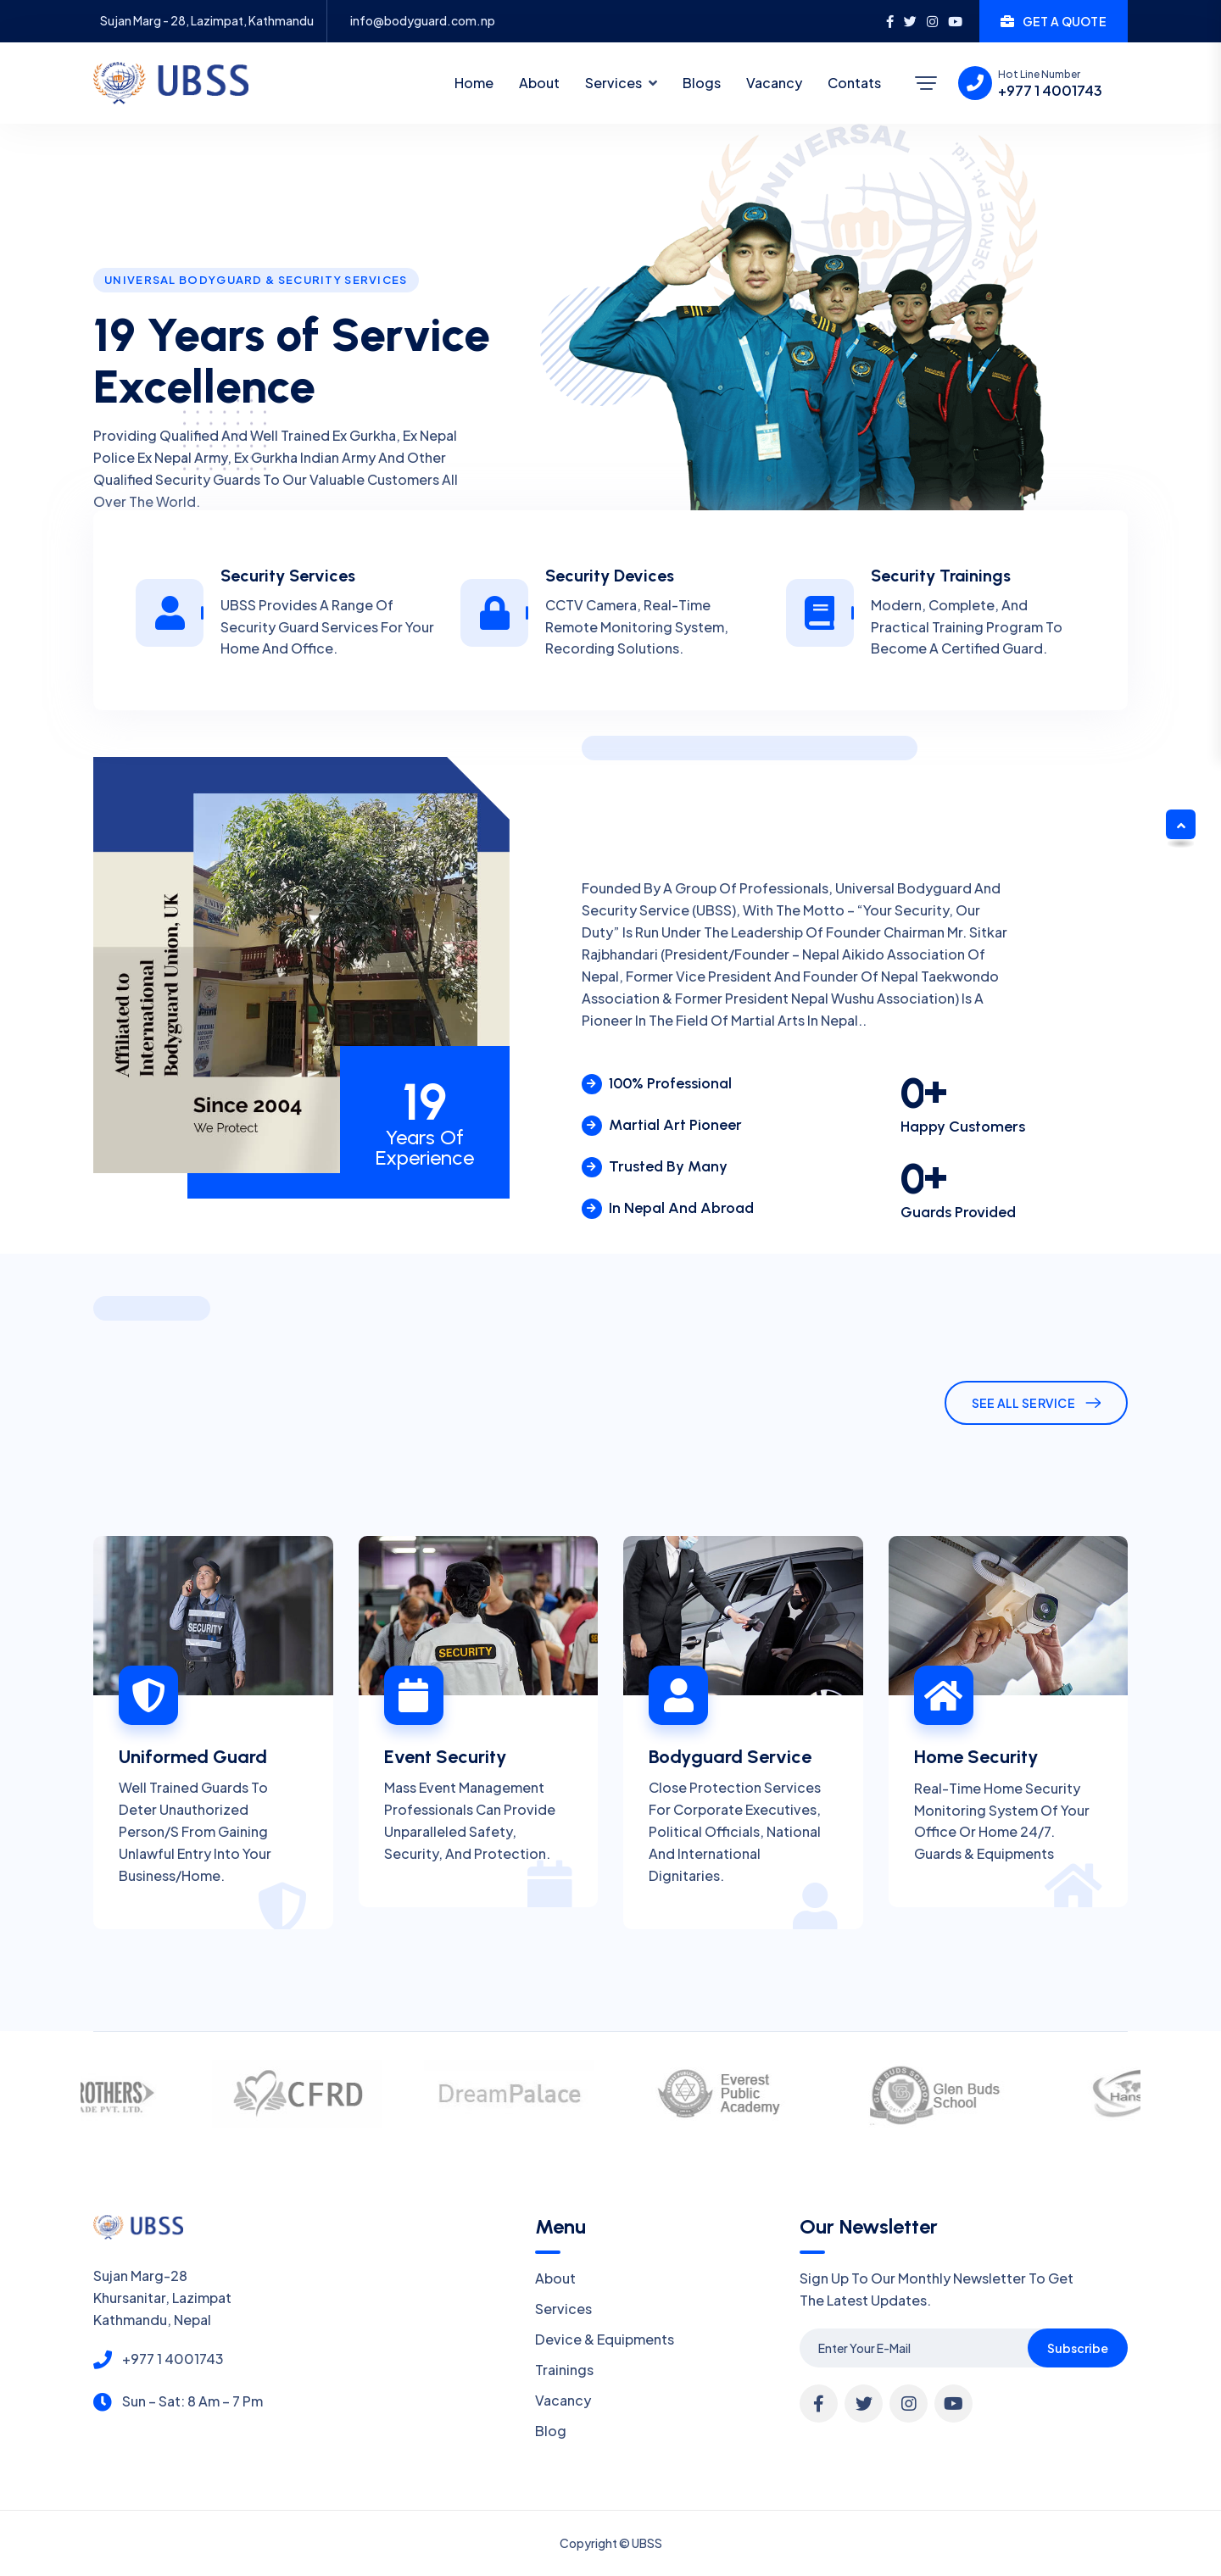 Sujan Marg - 28, Lazimpat, Kathmandu
info@bodyguard.com.np
GET A QUOTE
UBSS
Home
About
Services
Blogs
Vacancy
Contats
Hot Line Number
+977 1 4001743
UNIVERSAL
SECURITY SERVICE Pvt. Ltd.
UNIVERSAL BODYGUARD & SECURITY SERVICES
19 Years of Service
Excellence
Providing Qualified And Well Trained Ex Gurkha, Ex Nepal
Police Ex Nepal Army, Ex Gurkha Indian Army And Other
Qualified Security Guards To Our Valuable Customers All
Over The World.
Security Services
UBSS Provides A Range Of
Security Guard Services For Your
Home And Office.
Security Devices
CCTV Camera, Real-Time
Remote Monitoring System,
Recording Solutions.
Security Trainings
Modern, Complete, And
Practical Training Program To
Become A Certified Guard.
Affiliated to
International
Bodyguard Union, UK
Since 2004
We Protect
19
Years Of
Experience
Founded By A Group Of Professionals, Universal Bodyguard And
Security Service (UBSS), With The Motto – “Your Security, Our
Duty” Is Run Under The Leadership Of Founder Chairman Mr. Sitkar
Rajbhandari (President/Founder – Nepal Aikido Association Of
Nepal, Former Vice President And Founder Of Nepal Taekwondo
Association & Former President Nepal Wushu Association) Is A
Pioneer In The Field Of Martial Arts In Nepal..
100% Professional
Martial Art Pioneer
Trusted By Many
In Nepal And Abroad
0+
Happy Customers
0+
Guards Provided
SEE ALL SERVICE
SECURITY
SECURITY
Uniformed Guard
Well Trained Guards To
Deter Unauthorized
Person/S From Gaining
Unlawful Entry Into Your
Business/Home.
Event Security
Mass Event Management
Professionals Can Provide
Unparalleled Safety,
Security, And Protection.
Bodyguard Service
Close Protection Services
For Corporate Executives,
Political Officials, National
And International
Dignitaries.
Home Security
Real-Time Home Security
Monitoring System Of Your
Office Or Home 24/7.
Guards & Equipments
ROTHERS
ADE PVT. LTD.
CFRD
DreamPalace
Everest
Public
Academy
GLEN BUDS SCHOOL
Glen Buds
School
Hans
UBSS
Sujan Marg-28
Khursanitar, Lazimpat
Kathmandu, Nepal
+977 1 4001743
Sun – Sat: 8 Am – 7 Pm
Menu
About
Services
Device & Equipments
Trainings
Vacancy
Blog
Our Newsletter
Sign Up To Our Monthly Newsletter To Get
The Latest Updates.
Enter Your E-Mail
Subscribe
Copyright © UBSS